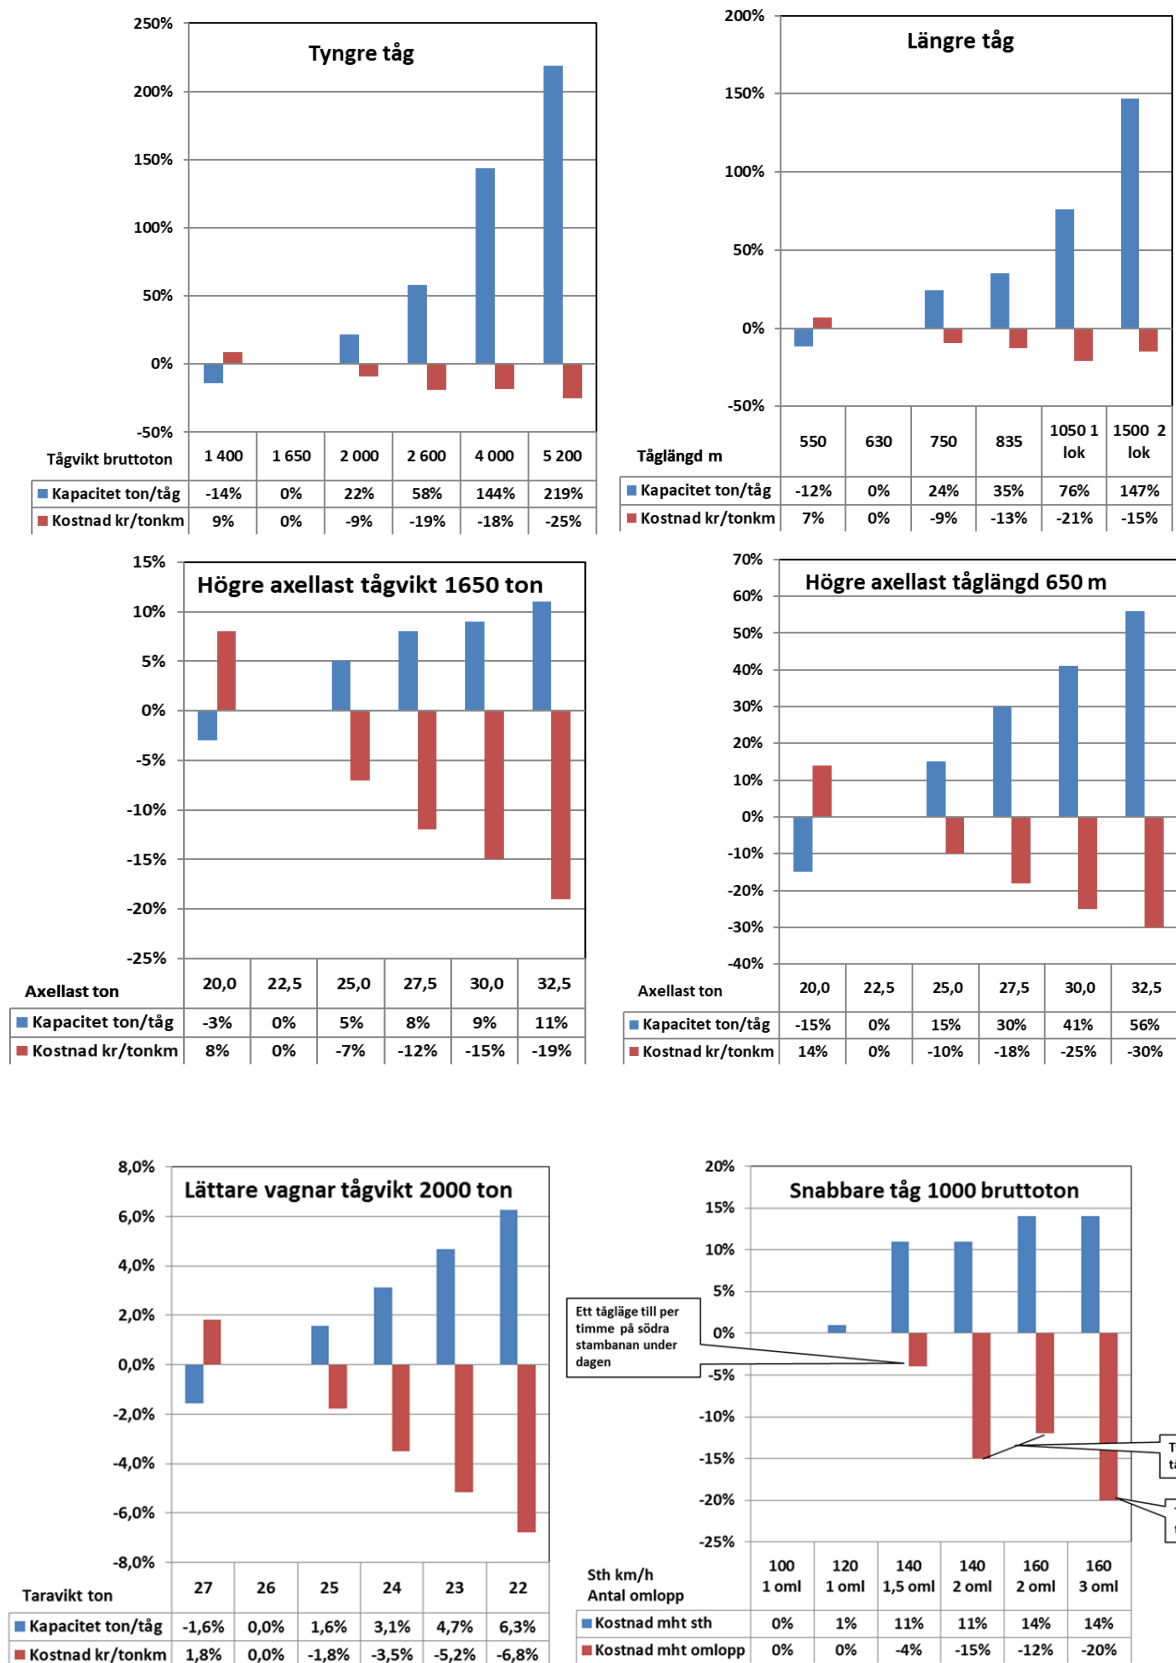 Tyngre tåg
250%
200%
150%
100%
50%
0%
-50%
Tågvikt bruttoton 1 400 1 650 2 000 2 600 4 000 5 200
Kapacitet ton/tåg -14% 0% 22% 58% 144% 219%
Kostnad kr/tonkm 9% 0% -9% -19% -18% -25%
Längre tåg
200%
150%
100%
50%
0%
-50%
Tåglängd m 550 630 750 835 1050 1 lok 1500 2 lok
Kapacitet ton/tåg -12% 0% 24% 35% 76% 147%
Kostnad kr/tonkm 7% 0% -9% -13% -21% -15%
Högre axellast tågvikt 1650 ton
15%
10%
5%
0%
-5%
-10%
-15%
-20%
-25%
Axellast ton 20,0 22,5 25,0 27,5 30,0 32,5
Kapacitet ton/tåg -3% 0% 5% 8% 9% 11%
Kostnad kr/tonkm 8% 0% -7% -12% -15% -19%
Högre axellast tåglängd 650 m
70%
60%
50%
40%
30%
20%
10%
0%
-10%
-20%
-30%
-40%
Axellast ton 20,0 22,5 25,0 27,5 30,0 32,5
Kapacitet ton/tåg -15% 0% 15% 30% 41% 56%
Kostnad kr/tonkm 14% 0% -10% -18% -25% -30%
Lättare vagnar tågvikt 2000 ton
8,0%
6,0%
4,0%
2,0%
0,0%
-2,0%
-4,0%
-6,0%
-8,0%
Taravikt ton 27 26 25 24 23 22
Kapacitet ton/tåg -1,6% 0,0% 1,6% 3,1% 4,7% 6,3%
Kostnad kr/tonkm 1,8% 0,0% -1,8% -3,5% -5,2% -6,8%
Snabbare tåg 1000 bruttoton
20%
15%
10%
5%
0%
-5%
-10%
-15%
-20%
-25%
Ett tågläge till per
timme på södra
stambanan under
dagen
Sth km/h 100 120 140 140 160 160
Antal omlopp 1 oml 1 oml 1,5 oml 2 oml 2 oml 3 oml
Kostnad mht sth 0% 1% 11% 11% 14% 14%
Kostnad mht omlopp 0% 0% -4% -15% -12% -20%